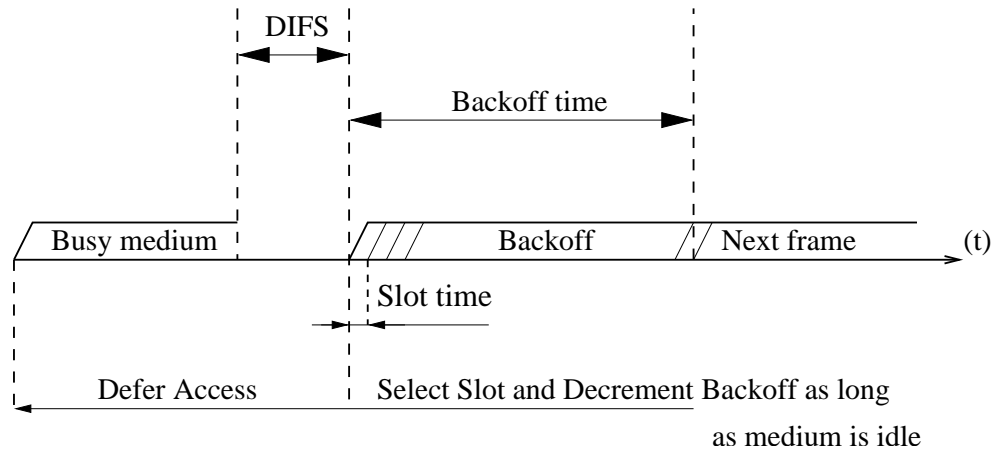 DIFS
Backoff time
Busy medium
Backoff
Next frame
(t)
Slot time
Defer Access
Select Slot and Decrement Backoff as long
as medium is idle